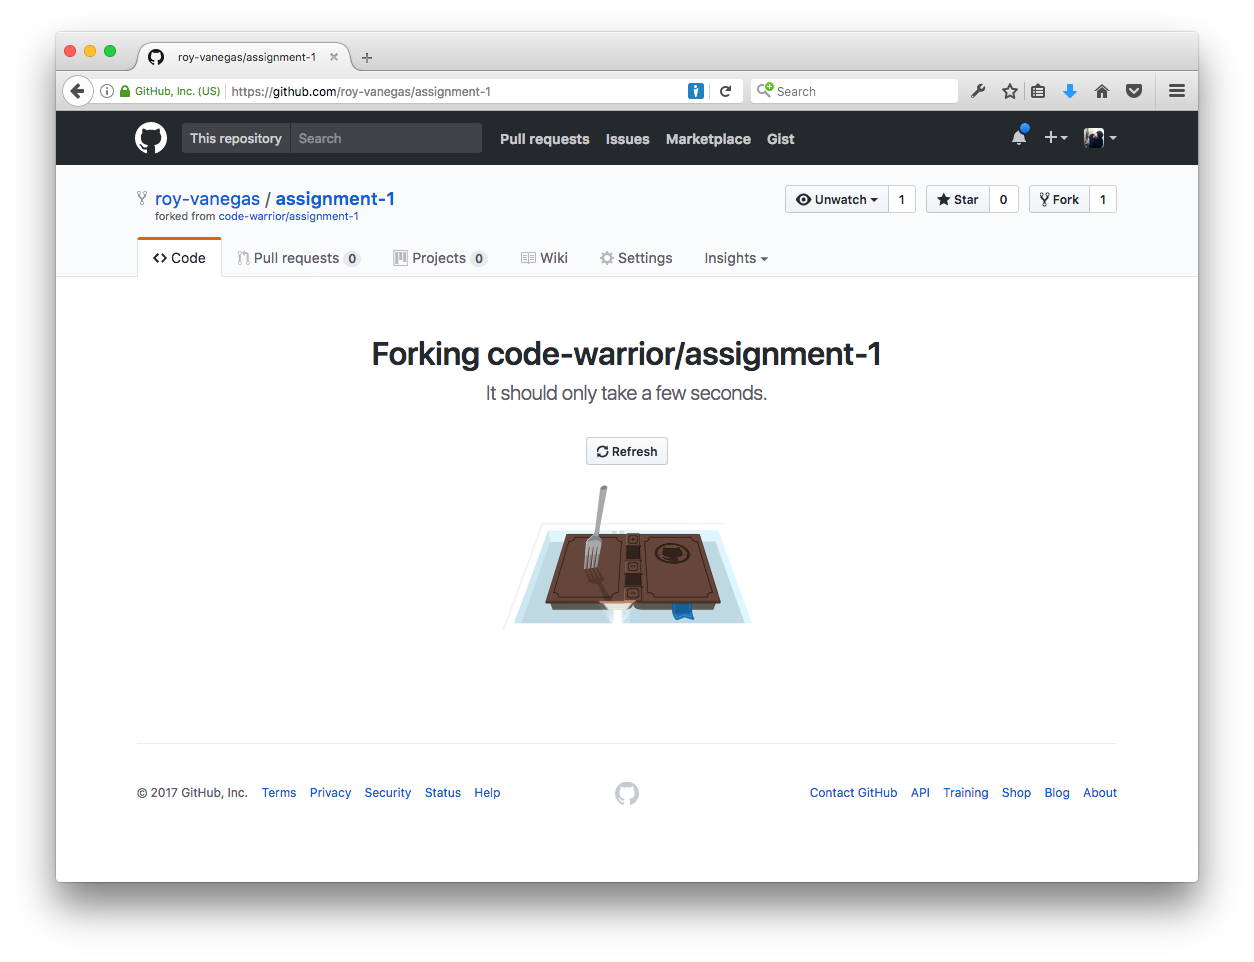 roy-vanegas/assignment-1
GitHub, Inc. (US) https://github.com/roy-vanegas/assignment-1 Search
This repository Search Pull requests Issues Marketplace Gist
roy-vanegas / assignment-1 Unwatch 1 Star 0 Fork 1
forked from code-warrior/assignment-1
Code Pull requests 0 Projects 0 Wiki Settings Insights
Forking code-warrior/assignment-1
It should only take a few seconds.
Refresh
© 2017 GitHub, Inc. Terms Privacy Security Status Help Contact GitHub API Training Shop Blog About